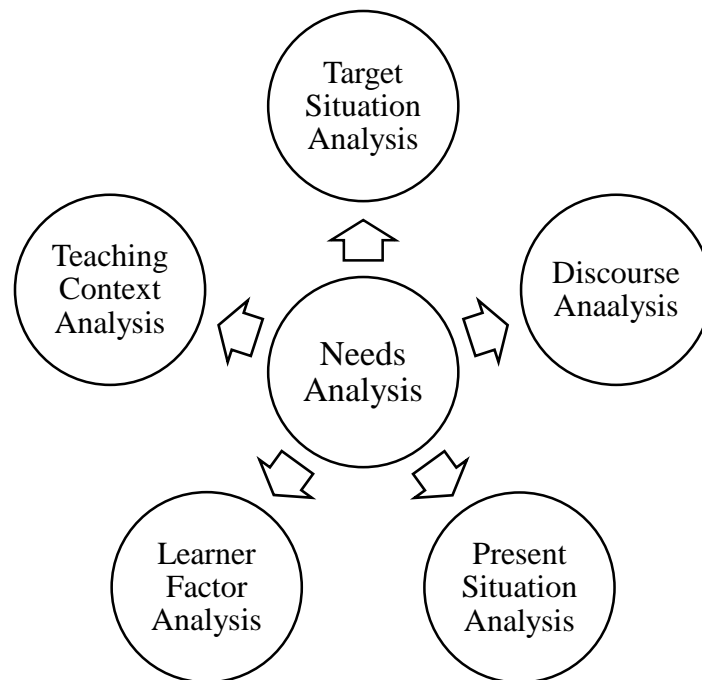 Target
Situation
Analysis
Teaching
Context
Analysis
Discourse
Anaalysis
Needs
Analysis
Learner
Factor
Analysis
Present
Situation
Analysis